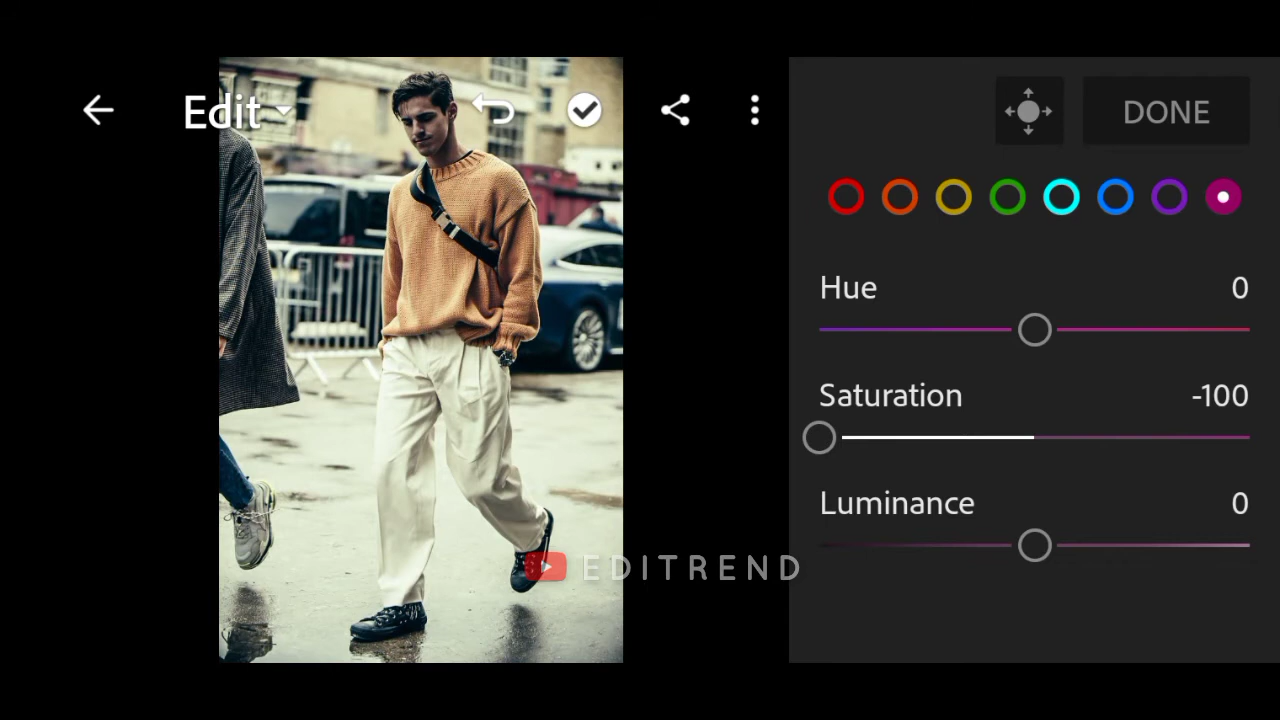 Edit
DONE
Hue 0
Saturation -100
Luminance 0
EDITREND